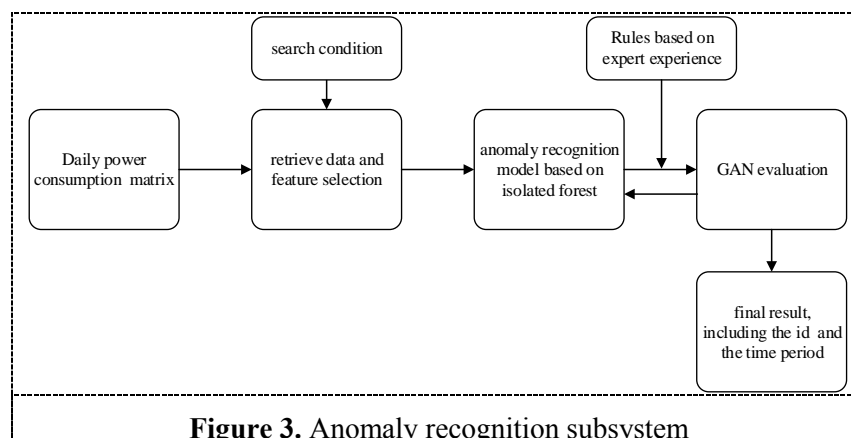 search condition
Rules based on
expert experience
Daily power
consumption matrix
retrieve data and
feature selection
anomaly recognition
model based on
isolated forest
GAN evaluation
final result,
including the id and
the time period
Figure 3. Anomaly recognition subsystem